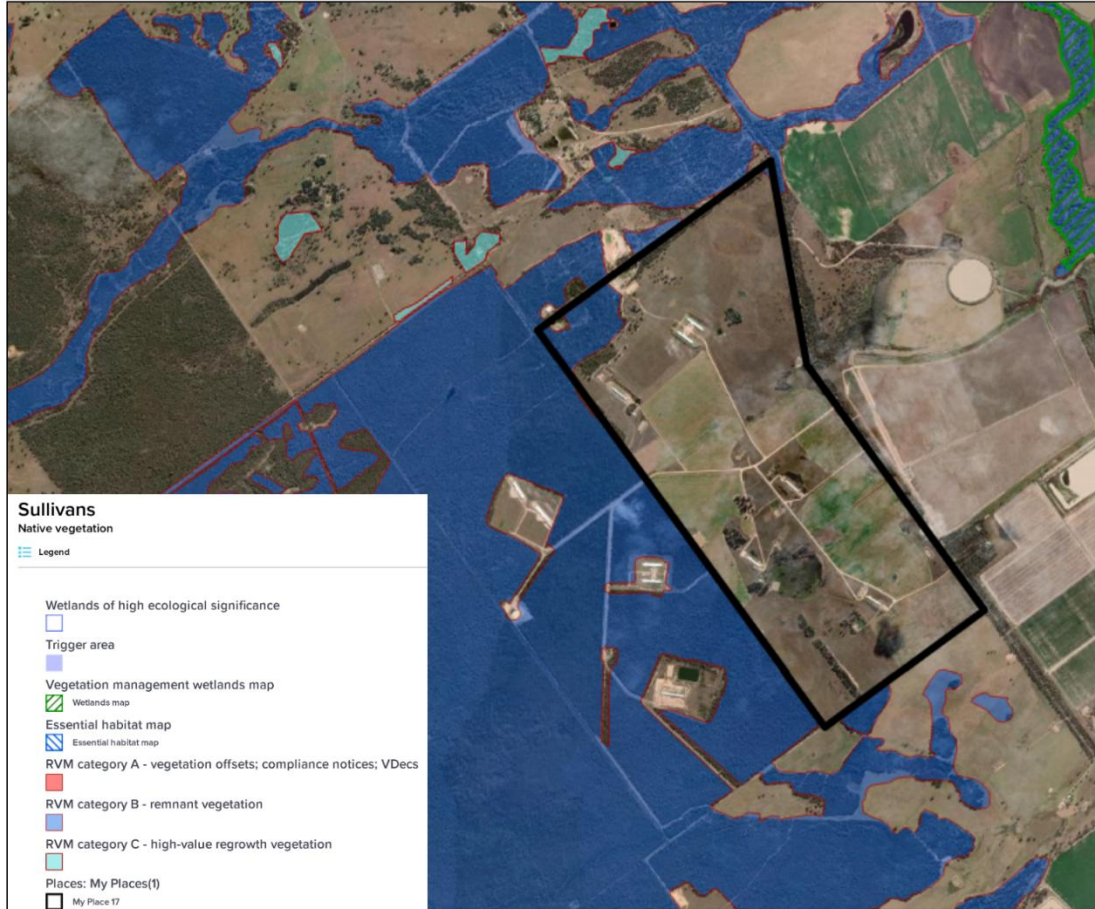 Sullivans
Native vegetation
Legend
Wetlands of high ecological significance
Trigger area
Vegetation management wetlands map
Wetlands map
Essential habitat map
Essential habitat map
RVM category A - vegetation offsets; compliance notices; VDecs
RVM category B - remnant vegetation
RVM category C - high-value regrowth vegetation
Places: My Places(1)
My Place 17